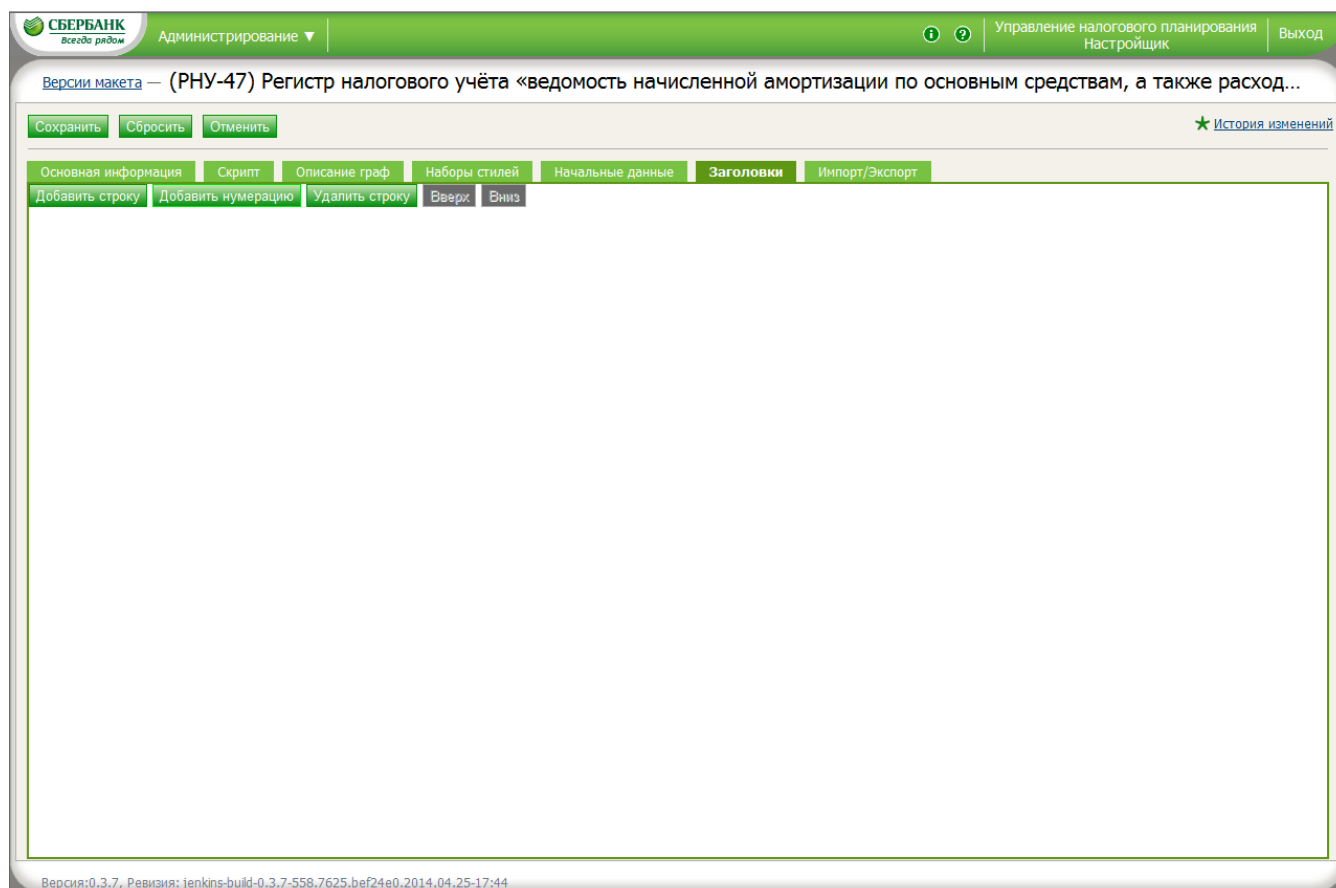 СБЕРБАНК
Всегда рядом
Администрирование ▼
Управление налогового планирования
Настройщик
Выход
Версии макета — (РНУ-47) Регистр налогового учёта «ведомость начисленной амортизации по основным средствам, а также расход...
Сохранить Сбросить Отменить
История изменений
Основная информация Скрипт Описание граф Наборы стилей Начальные данные Заголовки Импорт/Экспорт
Добавить строку Добавить нумерацию Удалить строку Вверх Вниз
Версия:0.3.7, Ревизия: jenkins-build-0.3.7-558.7625.bef24e0.2014.04.25-17:44